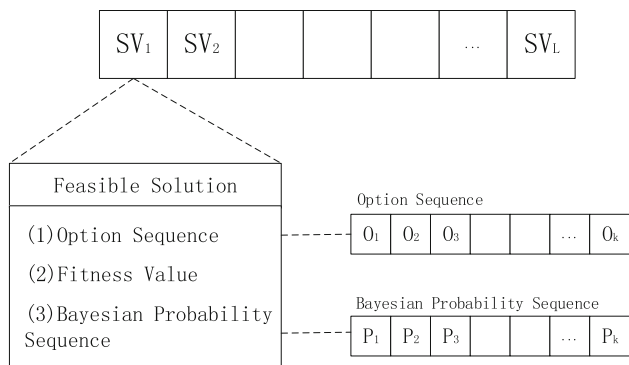 SV₁ SV₂ ... SV_L
Feasible Solution
(1)Option Sequence
(2)Fitness Value
(3)Bayesian Probability
Sequence
Option Sequence
O₁ O₂ O₃ ... Oₖ
Bayesian Probability Sequence
P₁ P₂ P₃ ... Pₖ